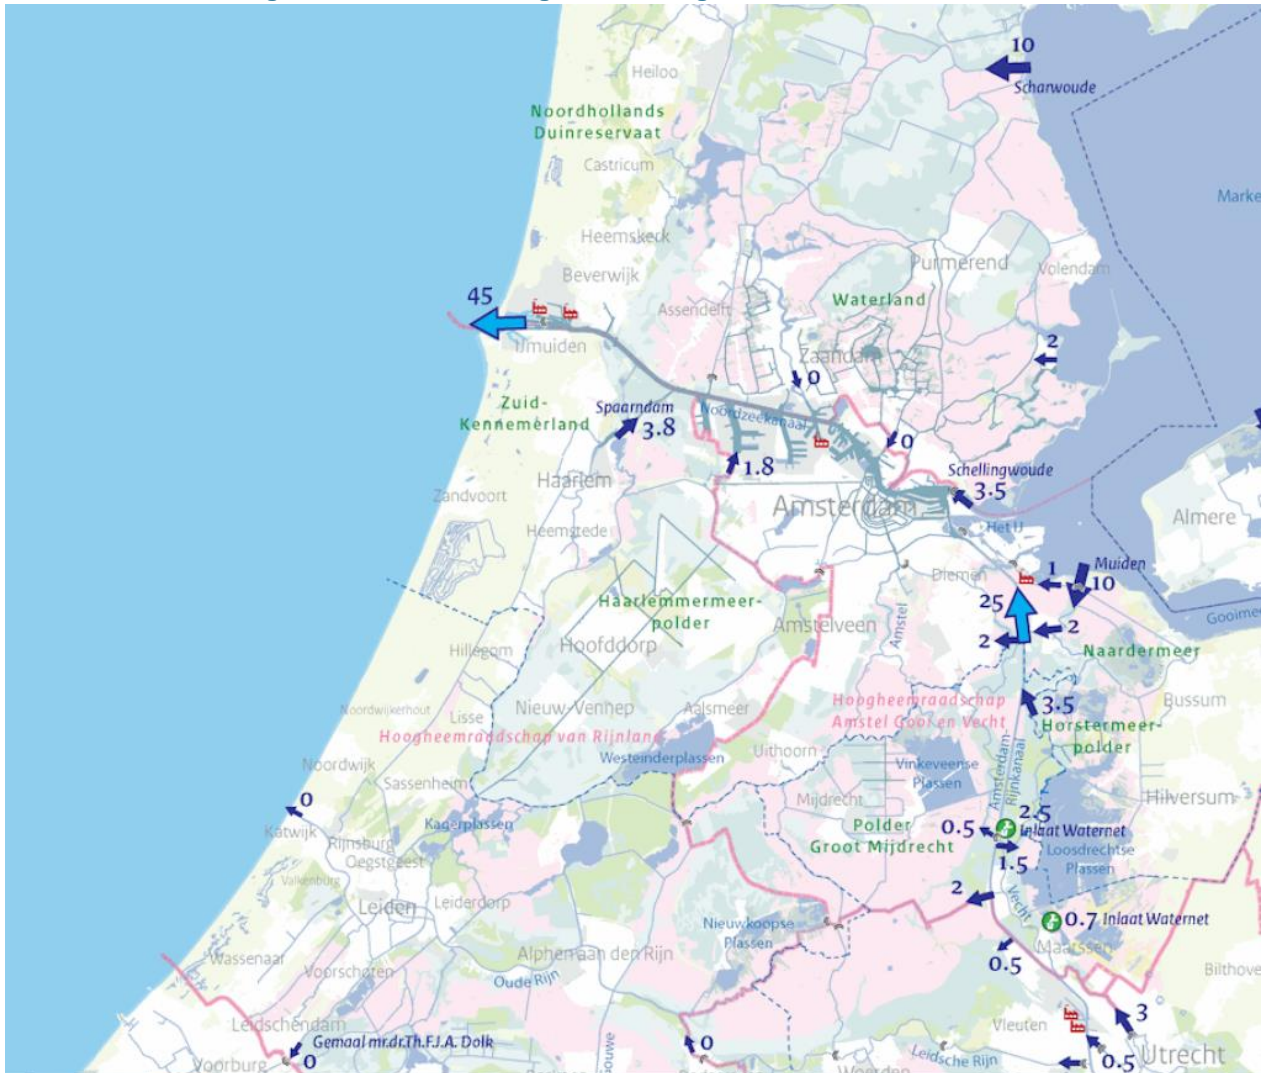 10
Scharwoude
Heiloo
Noordhollands
Duinreservaat
Castricum
Marke
Heemskerk
Purmerend
Volendam
Beverwijk
45
Assendelft
Waterland
IJmuiden
2
Zaandam
0
Zuid-
Kennemerland
Spaarndam
3.8
Noordzeekanaal
0
1.8
Schellingwoude
3.5
Haarlem
Zandvoort
Amsterdam
Almere
Heemstede
Het IJ
Diemen
1
Muiden
10
25
Haarlemmermeer-
polder
Amstelveen
Amstel
2
2
Gooimee
Hillegom
Hoofddorp
Naardermeer
Bussum
Noordwijkerhout
Lisse
Nieuw-Vennep
Aalsmeer
Hoogheemraadschap
Amstel Gooi en Vecht
3.5
Horstermeer-
polder
Hoogheemraadschap van Rijnland
Noordwijk
Westeinderplassen
Uithoorn
Vinkeveense
Plassen
Amsterdam-
Rijnkanaal
Sassenheim
Mijdrecht
Hilversum
0
Katwijk
Kagerplassen
Polder
Groot Mijdrecht
0.5
2.5
Inlaat Waternet
Rijnsburg
Oegstgeest
1.5
Loosdrechtse
Plassen
Valkenburg
Leiden
Leiderdorp
2
Vecht
0.7 Inlaat Waternet
Nieuwkoopse
Plassen
Maarssen
Wassenaar
Voorschoten
Alphen aan den Rijn
Oude Rijn
0.5
Bilthove
Leidschendam
Vleuten
3
Gemaal mr.dr.Th.F.J.A. Dolk
0
Voorburg
0
ouwe
Woerden
Leidsche Rijn
0.5
Utrecht